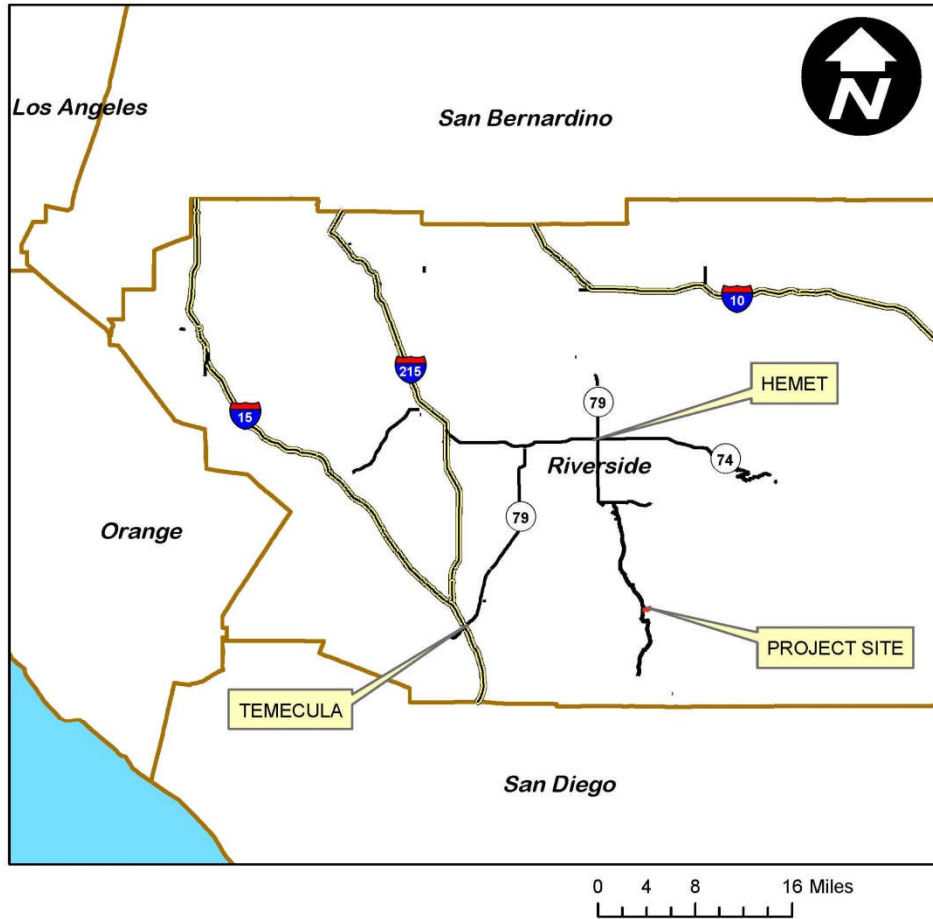 Los Angeles
San Bernardino
N
10
215
HEMET
79
15
Riverside
74
79
Orange
PROJECT SITE
TEMECULA
San Diego
0 4 8 16 Miles